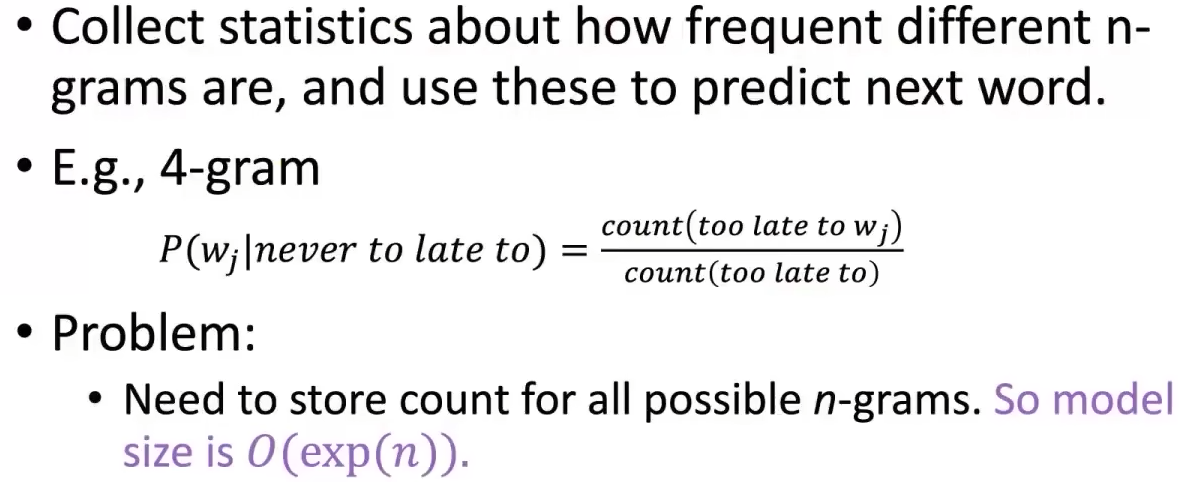 • Collect statistics about how frequent different n-
grams are, and use these to predict next word.
• E.g., 4-gram
P(w_j|never to late to) = count(too late to w_j) / count(too late to)
• Problem:
• Need to store count for all possible n-grams. So model
size is O(exp(n)).